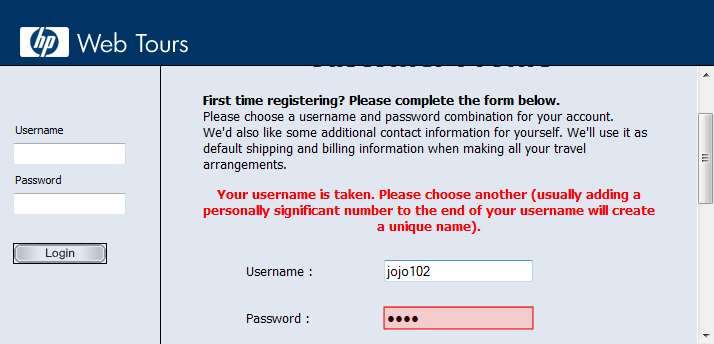 hp Web Tours
Username
Password
Login
First time registering? Please complete the form below.
Please choose a username and password combination for your account.
We'd also like some additional contact information for yourself. We'll use it as
default shipping and billing information when making all your travel
arrangements.
Your username is taken. Please choose another (usually adding a
personally significant number to the end of your username will create
a unique name).
Username : jojo102
Password : ●●●●